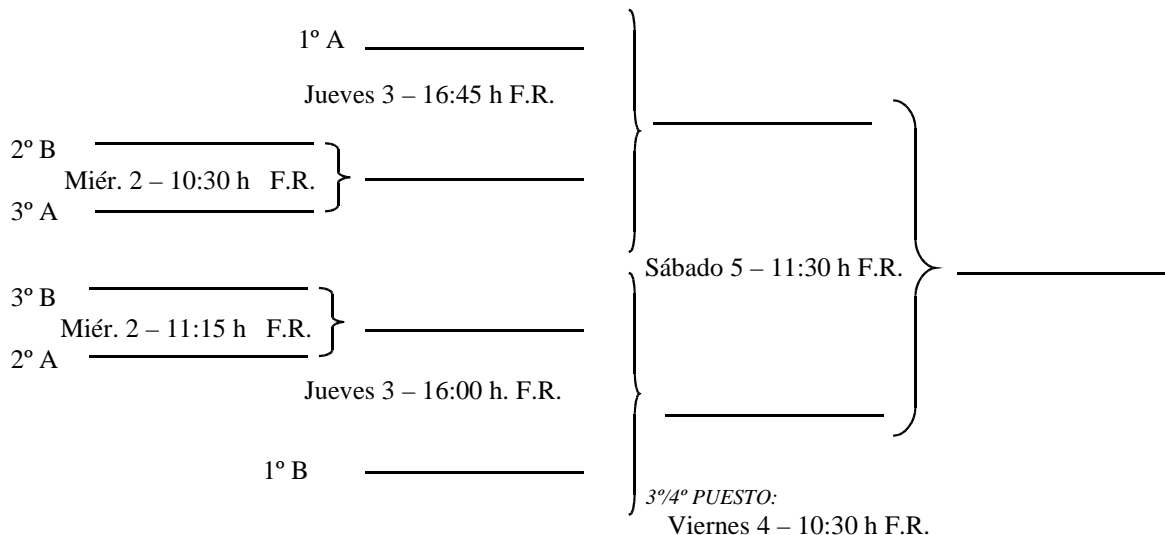 1º A
Jueves 3 – 16:45 h F.R.
2º B
Miér. 2 – 10:30 h F.R.
3º A
Sábado 5 – 11:30 h F.R.
3º B
Miér. 2 – 11:15 h F.R.
2º A
Jueves 3 – 16:00 h. F.R.
1º B
3º/4º PUESTO:
Viernes 4 – 10:30 h F.R.